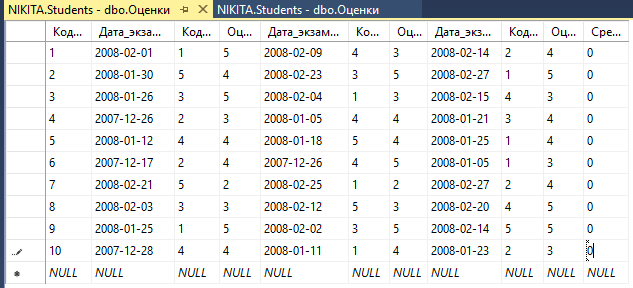 NIKITA.Students - dbo.Оценки NIKITA.Students - dbo.Оценки
Код... Дата_экза... Код... Оц... Дата_экзам... Ко... Оц... Дата_экз... Код... Оц... Сре...
1 2008-02-01 1 5 2008-02-09 4 3 2008-02-14 2 4 0
2 2008-01-30 5 4 2008-02-23 3 5 2008-02-27 1 5 0
3 2008-01-26 3 5 2008-02-04 1 3 2008-02-15 4 3 0
4 2007-12-26 2 3 2008-01-05 4 4 2008-01-21 3 4 0
5 2008-01-12 4 4 2008-01-18 5 4 2008-01-25 1 4 0
6 2007-12-17 2 4 2007-12-26 4 5 2008-01-05 1 3 0
7 2008-02-21 5 2 2008-02-25 1 2 2008-02-27 2 4 0
8 2008-02-03 3 3 2008-02-12 5 3 2008-02-20 4 5 0
9 2008-01-25 1 5 2008-02-02 3 5 2008-02-14 5 5 0
10 2007-12-28 4 4 2008-01-11 1 4 2008-01-23 2 3 0
NULL NULL NULL NULL NULL NULL NULL NULL NULL NULL NULL